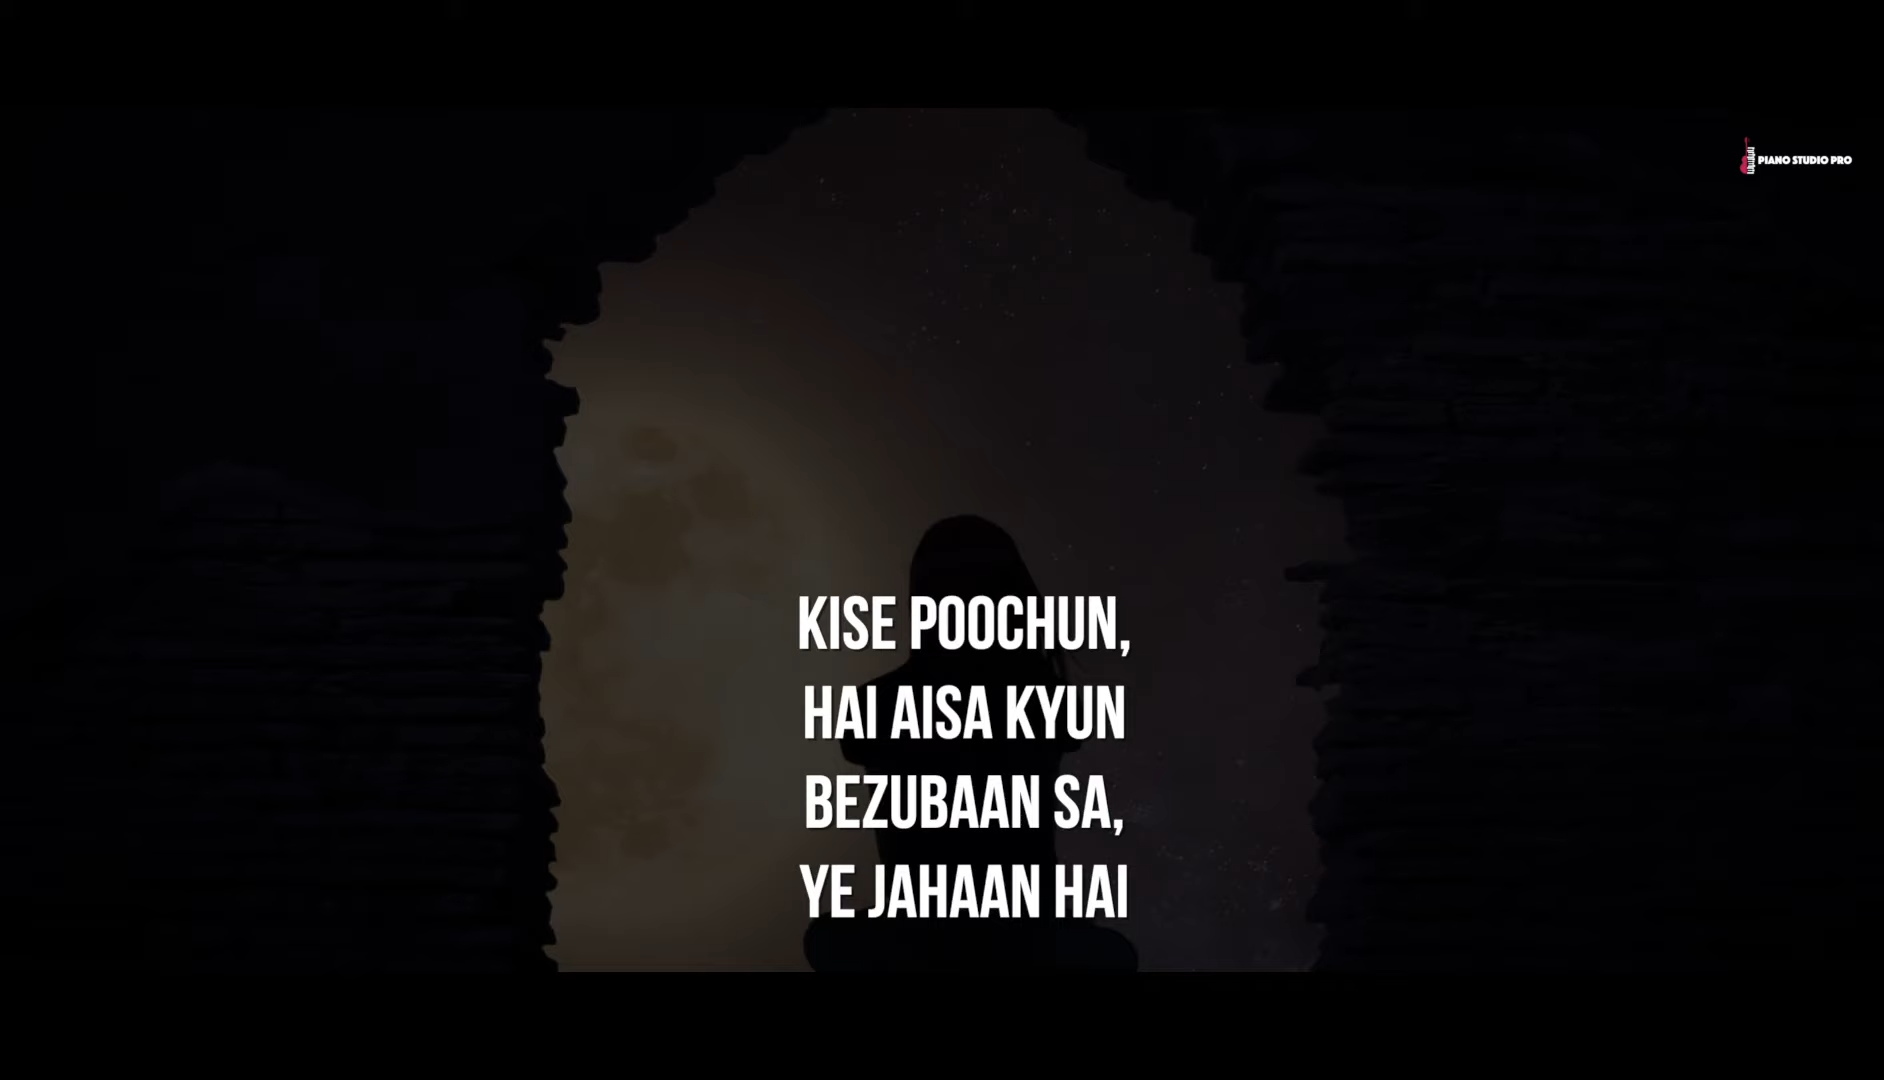 PIANO STUDIO PRO
KISE POOCHUN,
HAI AISA KYUN
BEZUBAAN SA,
YE JAHAAN HAI